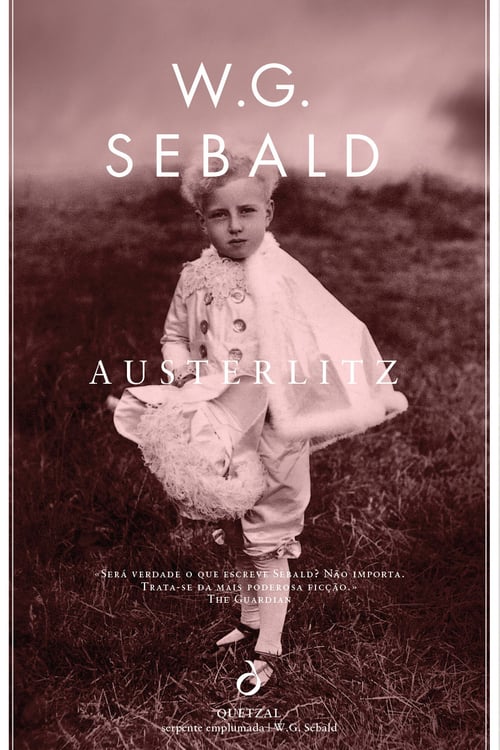 W.G.
SEBALD
AUSTERLITZ
«Será verdade o que escreve Sebald? Não importa.
Trata-se da mais poderosa ficção.»
The Guardian
QUETZAL
serpente emplumada | W.G. Sebald